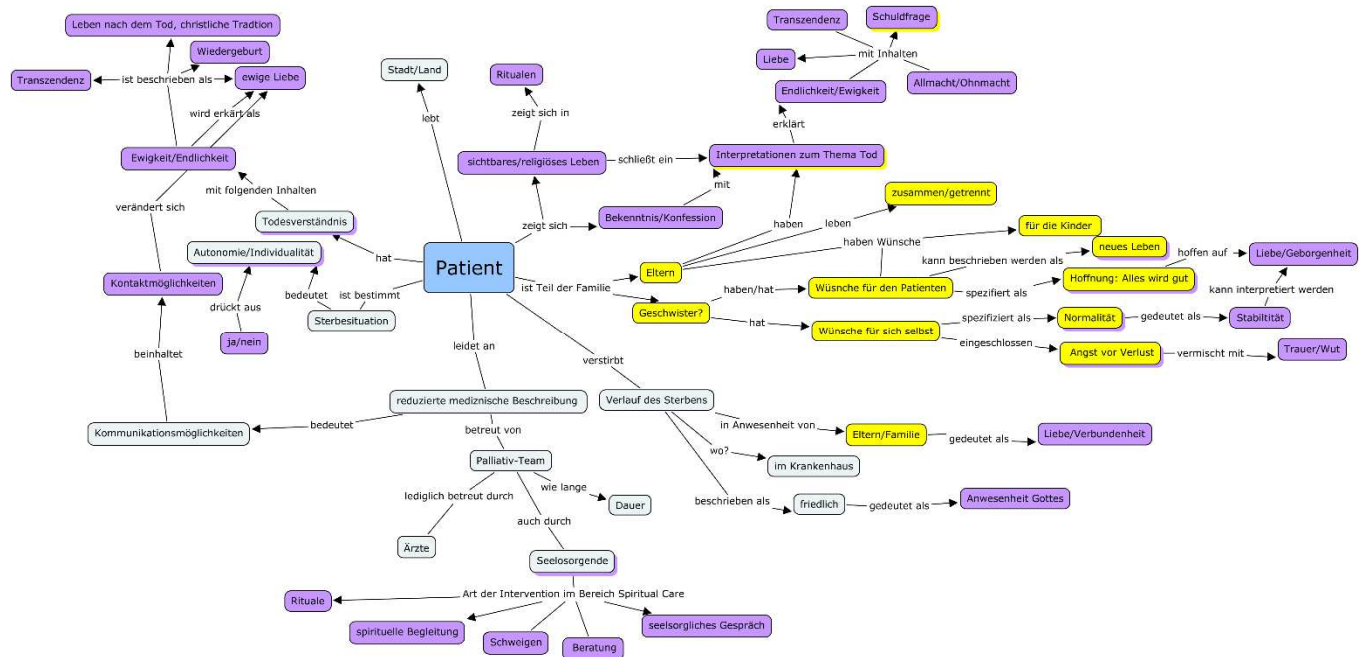 Leben nach dem Tod, christliche Tradtion
Wiedergeburt
Transzendenz
ist beschrieben als
ewige Liebe
wird erkärt als
Ewigkeit/Endlichkeit
mit folgenden Inhalten
verändert sich
Todesverständnis
Autonomie/Individualität
hat
Kontaktmöglichkeiten
bedeutet
ist bestimmt
drückt aus
Sterbesituation
ja/nein
beinhaltet
Kommunikationsmöglichkeiten
bedeutet
Stadt/Land
lebt
Patient
Ritualen
zeigt sich in
sichtbares/religiöses Leben
schließt ein
zeigt sich
Bekenntnis/Konfession
mit
Interpretationen zum Thema Tod
erklärt
Endlichkeit/Ewigkeit
Transzendenz
Schuldfrage
mit Inhalten
Liebe
Allmacht/Ohnmacht
haben
zusammen/getrennt
leben
haben Wünsche
für die Kinder
ist Teil der Familie
Eltern
Geschwister?
haben/hat
Wüsnche für den Patienten
kann beschrieben werden als
neues Leben
spezifiert als
Hoffnung: Alles wird gut
hoffen auf
Liebe/Geborgenheit
kann interpretiert werden
hat
Wünsche für sich selbst
spezifiziert als
Normalität
gedeutet als
Stabiltität
eingeschlossen
Angst vor Verlust
vermischt mit
Trauer/Wut
leidet an
reduzierte mediznische Beschreibung
betreut von
Palliativ-Team
lediglich betreut durch
Ärzte
wie lange
Dauer
auch durch
Seelosorgende
Art der Intervention im Bereich Spiritual Care
Rituale
spirituelle Begleitung
Schweigen
Beratung
seelsorgliches Gespräch
verstirbt
Verlauf des Sterbens
in Anwesenheit von
Eltern/Familie
gedeutet als
Liebe/Verbundenheit
wo?
im Krankenhaus
beschrieben als
friedlich
gedeutet als
Anwesenheit Gottes